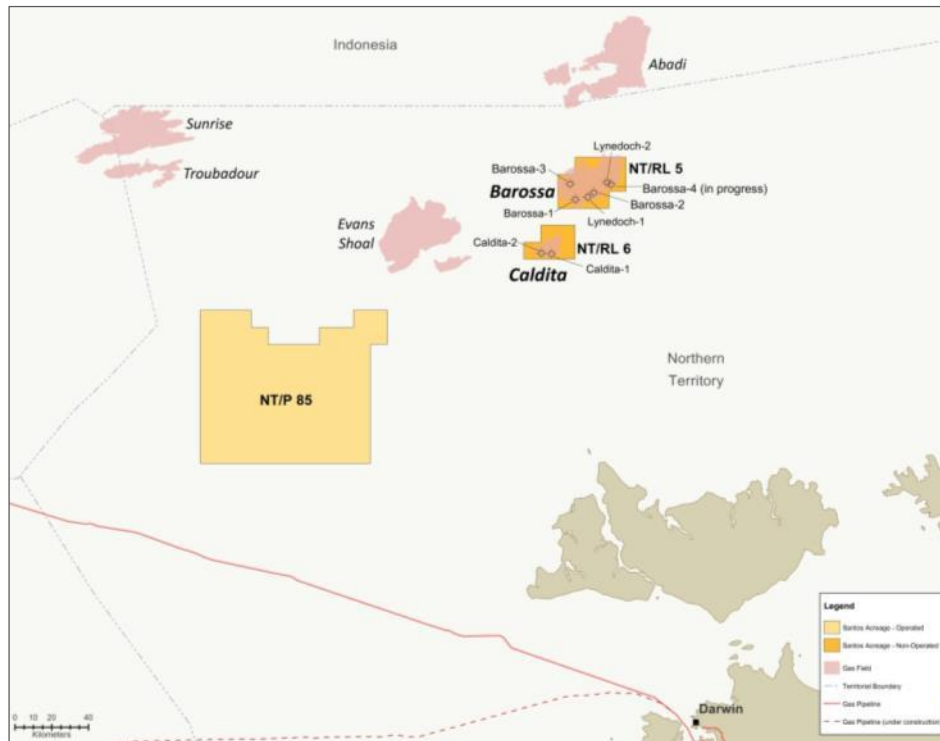 Indonesia
Abadi
Sunrise
Troubadour
Lynedoch-2
Barossa-3
NT/RL 5
Barossa
Barossa-4 (in progress)
Barossa-1
Barossa-2
Lynedoch-1
Evans
Shoal
Caldita-2
NT/RL 6
Caldita
Caldita-1
Northern
Territory
NT/P 85
Legend
Santos Acreage - Operated
Santos Acreage - Non-Operated
Gas Field
Territorial Boundary
Gas Pipeline
Gas Pipeline (under construction)
Darwin
0 10 20 40
Kilometers